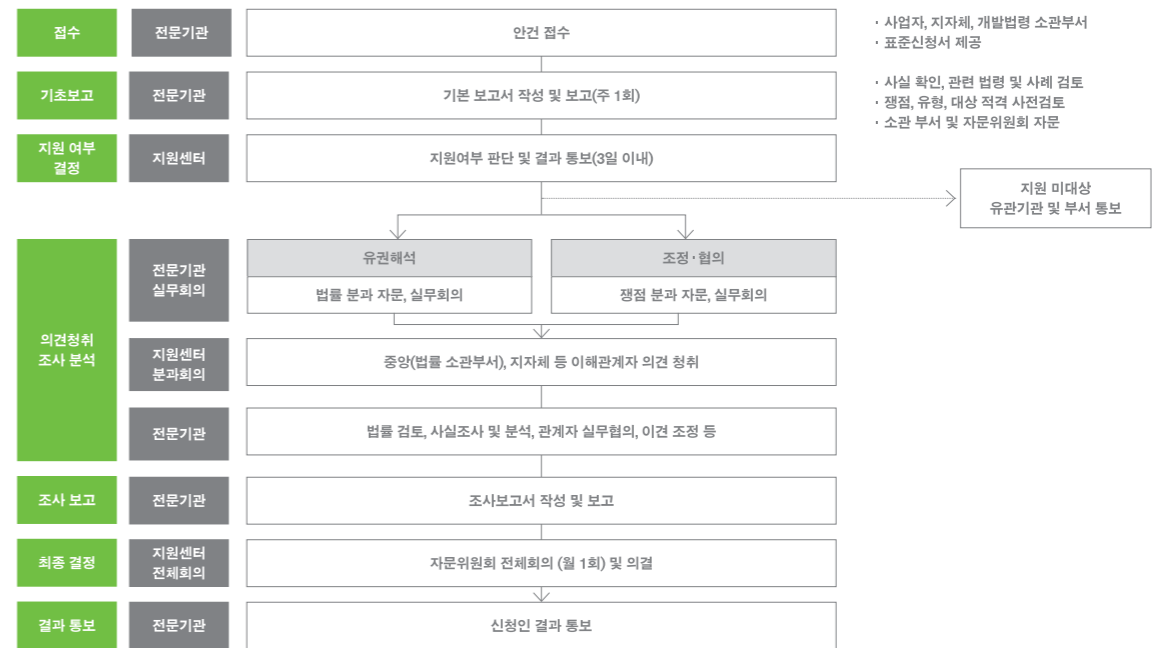 접수
전문기관
안건 접수
· 사업자, 지자체, 개발법령 소관부서
· 표준신청서 제공
기초보고
전문기관
기본 보고서 작성 및 보고(주 1회)
· 사실 확인, 관련 법령 및 사례 검토
· 쟁점, 유형, 대상 적격 사전검토
· 소관 부서 및 자문위원회 자문
지원 여부
결정
지원센터
지원여부 판단 및 결과 통보(3일 이내)
지원 미대상
유관기관 및 부서 통보
의견청취
조사 분석
전문기관
실무회의
유권해석
법률 분과 자문, 실무회의
조정·협의
쟁점 분과 자문, 실무회의
지원센터
분과회의
중앙(법률 소관부서), 지자체 등 이해관계자 의견 청취
전문기관
법률 검토, 사실조사 및 분석, 관계자 실무협의, 이견 조정 등
조사 보고
전문기관
조사보고서 작성 및 보고
최종 결정
지원센터
전체회의
자문위원회 전체회의 (월 1회) 및 의결
결과 통보
전문기관
신청인 결과 통보